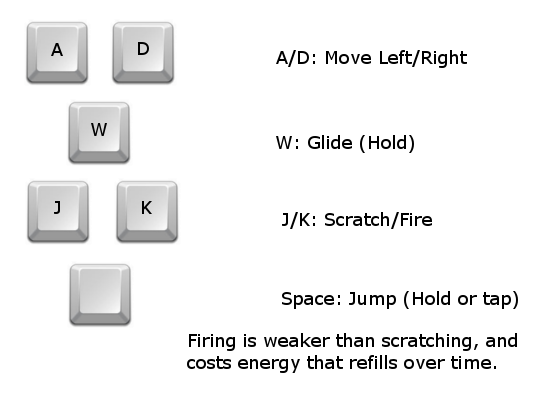 A D
A/D: Move Left/Right
W
W: Glide (Hold)
J K
J/K: Scratch/Fire
Space: Jump (Hold or tap)
Firing is weaker than scratching, and
costs energy that refills over time.